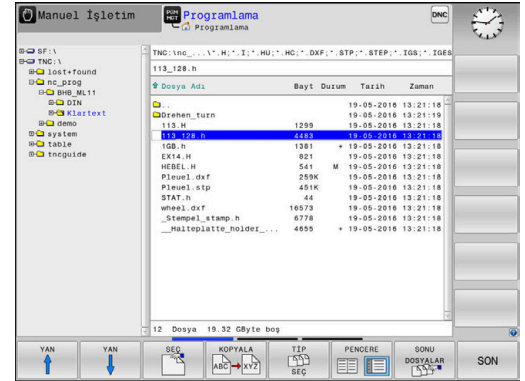 Manuel İşletim
PGM
MGT
Programlama
Programlama
DNC
SF:\
TNC:\
lost+found
nc_prog
BHB_ML11
DIN
Klartext
demo
system
table
tncguide
TNC:\nc_...\*.H;*.I;*.HU;*.HC;*.DXF;*.STP;*.STEP;*.IGS;*.IGES
113_128.h
Dosya Adı Bayt Durum Tarih Zaman
.. 19-05-2016 13:21:18
Drehen_turn 19-05-2016 13:21:19
113.H 1299 19-05-2016 13:21:18
113_128.h 4483 19-05-2016 13:21:18
1GB.h 1381 + 19-05-2016 13:21:18
EX14.H 821 19-05-2016 13:21:18
HEBEL.H 541 M 19-05-2016 13:21:18
Pleuel.dxf 259K 19-05-2016 13:21:18
Pleuel.stp 451K 19-05-2016 13:21:18
STAT.h 44 19-05-2016 13:21:18
wheel.dxf 16573 19-05-2016 13:21:18
_Stempel_stamp.h 6778 19-05-2016 13:21:18
__Halteplatte_holder_... 4655 + 19-05-2016 13:21:18
12 Dosya 19.32 GByte boş
YAN
YAN
SEÇ
KOPYALA
ABC XYZ
TİP
SEÇ
PENCERE
SONU
DOSYALAR
SON